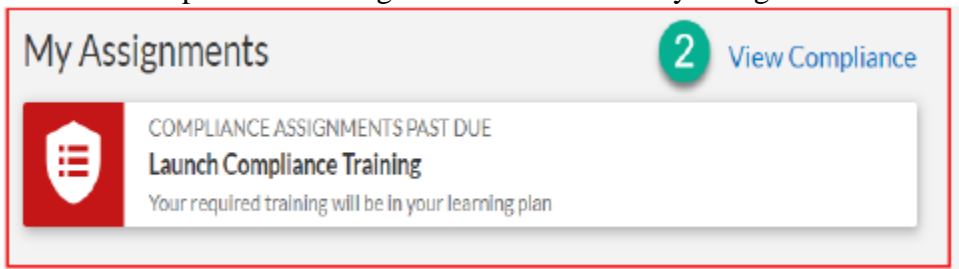 My Assignments
2 View Compliance
COMPLIANCE ASSIGNMENTS PAST DUE
Launch Compliance Training
Your required training will be in your learning plan